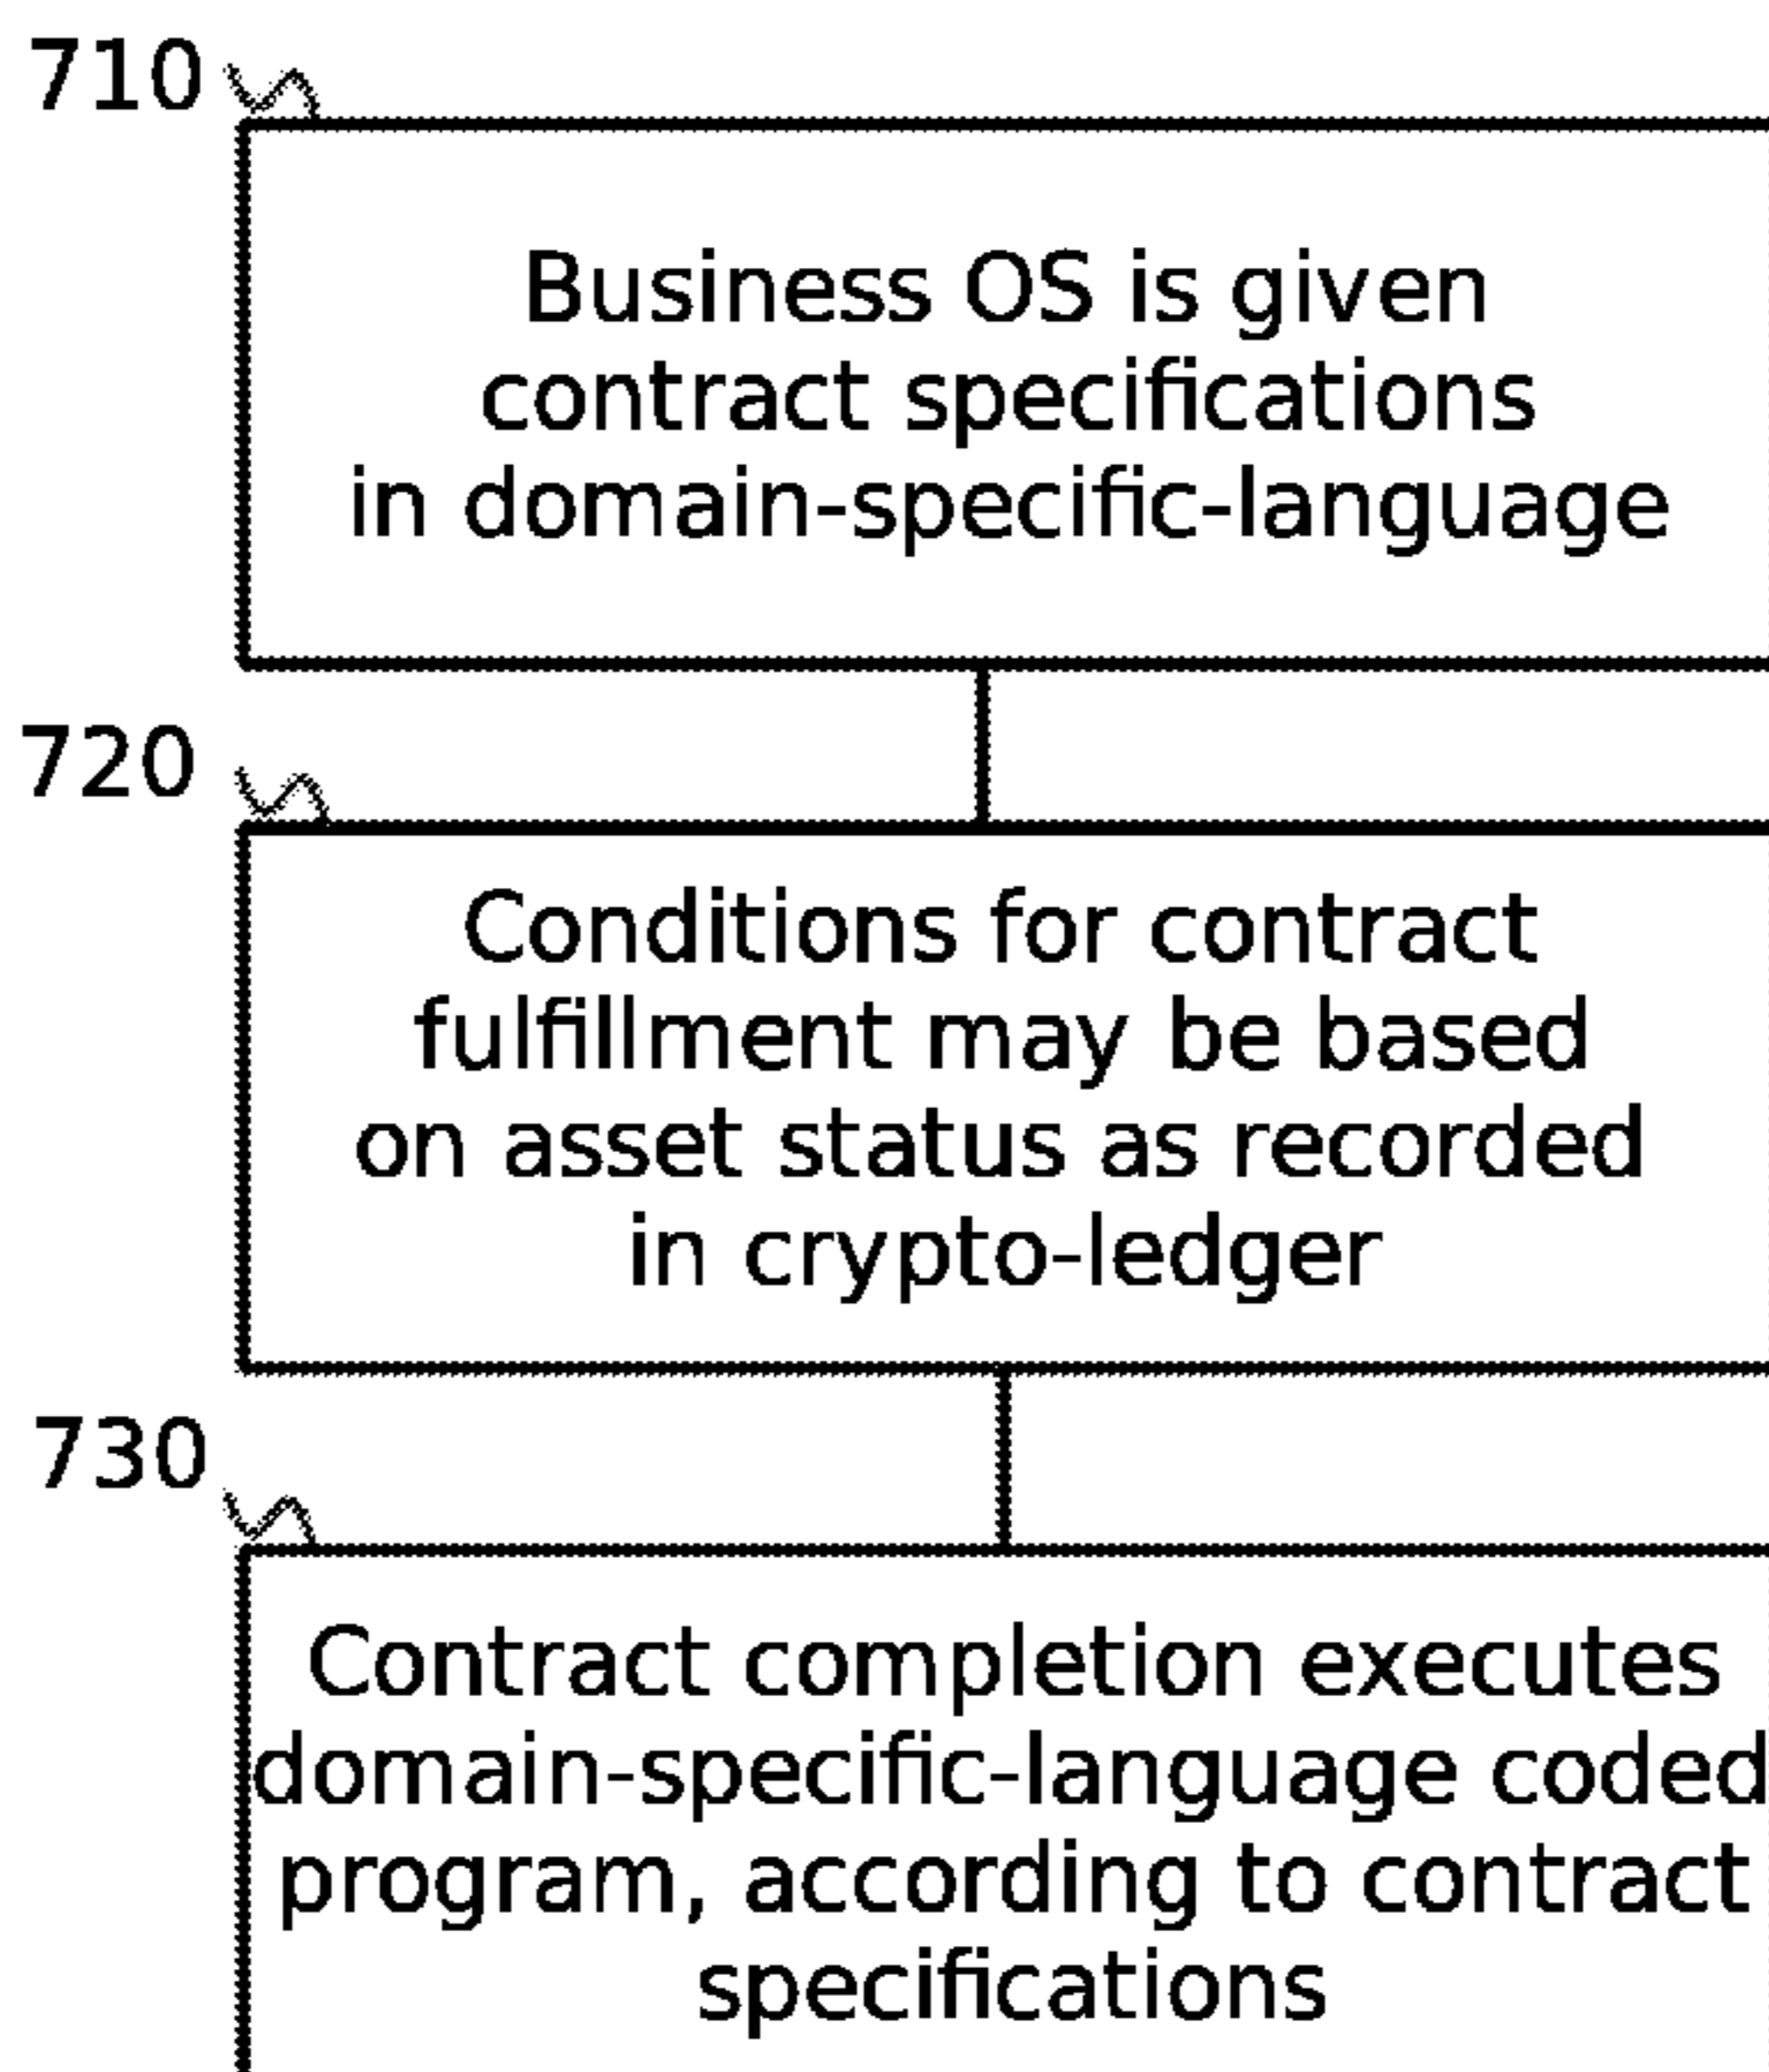 710
Business OS is given
contract specifications
in domain-specific-language
720
Conditions for contract
fulfillment may be based
on asset status as recorded
in crypto-ledger
730
Contract completion executes
domain-specific-language coded
program, according to contract
specifications